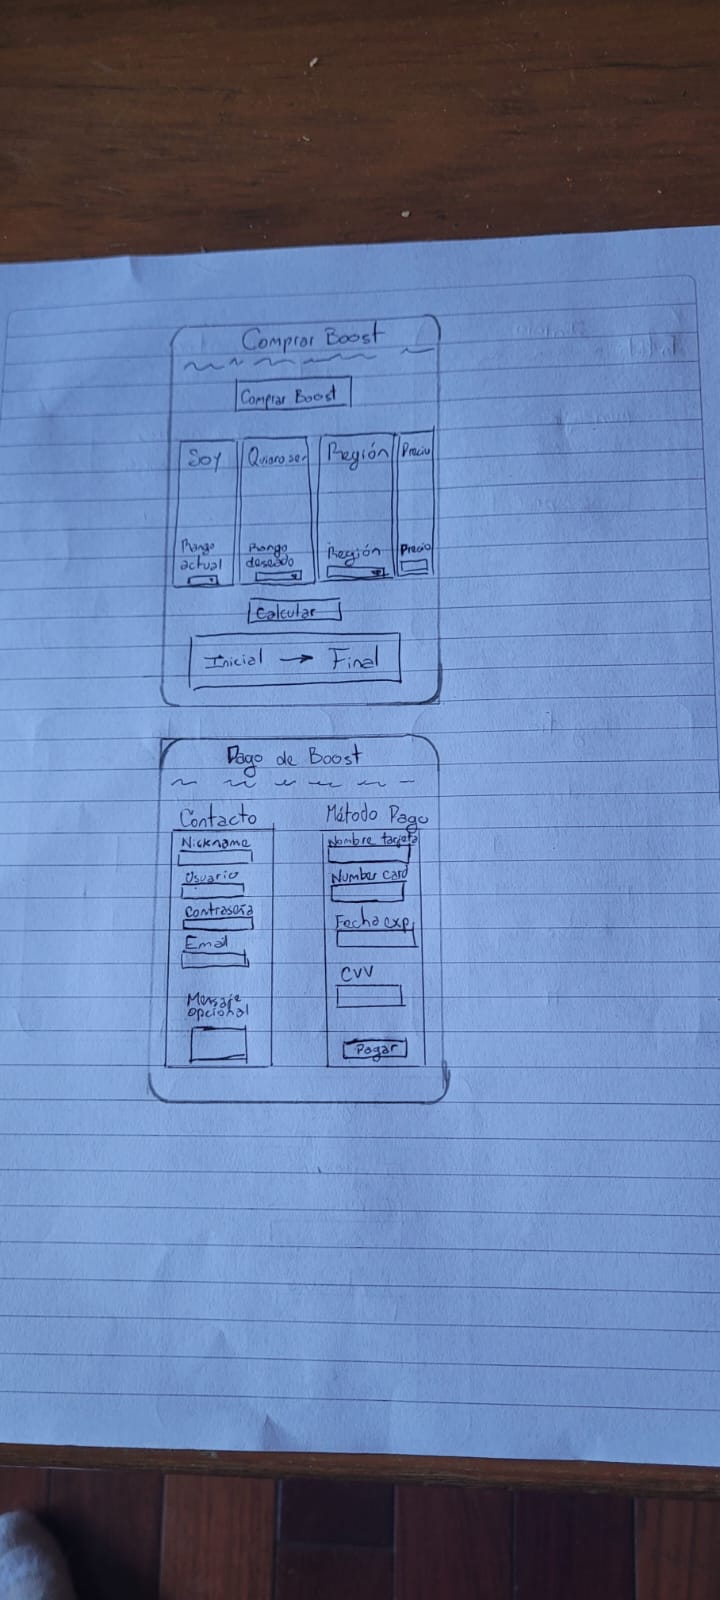 Comprar Boost
Comprar Boost
Soy
Quiero ser
Región
Precio
Rango
actual
Rango
deseado
Región
Precio
Calcular
Inicial → Final
Pago de Boost
Contacto
Nickname
Usuario
Contraseña
Email
Mensaje
opcional
Método Pago
Nombre tarjeta
Number card
Fecha exp.
CVV
Pagar